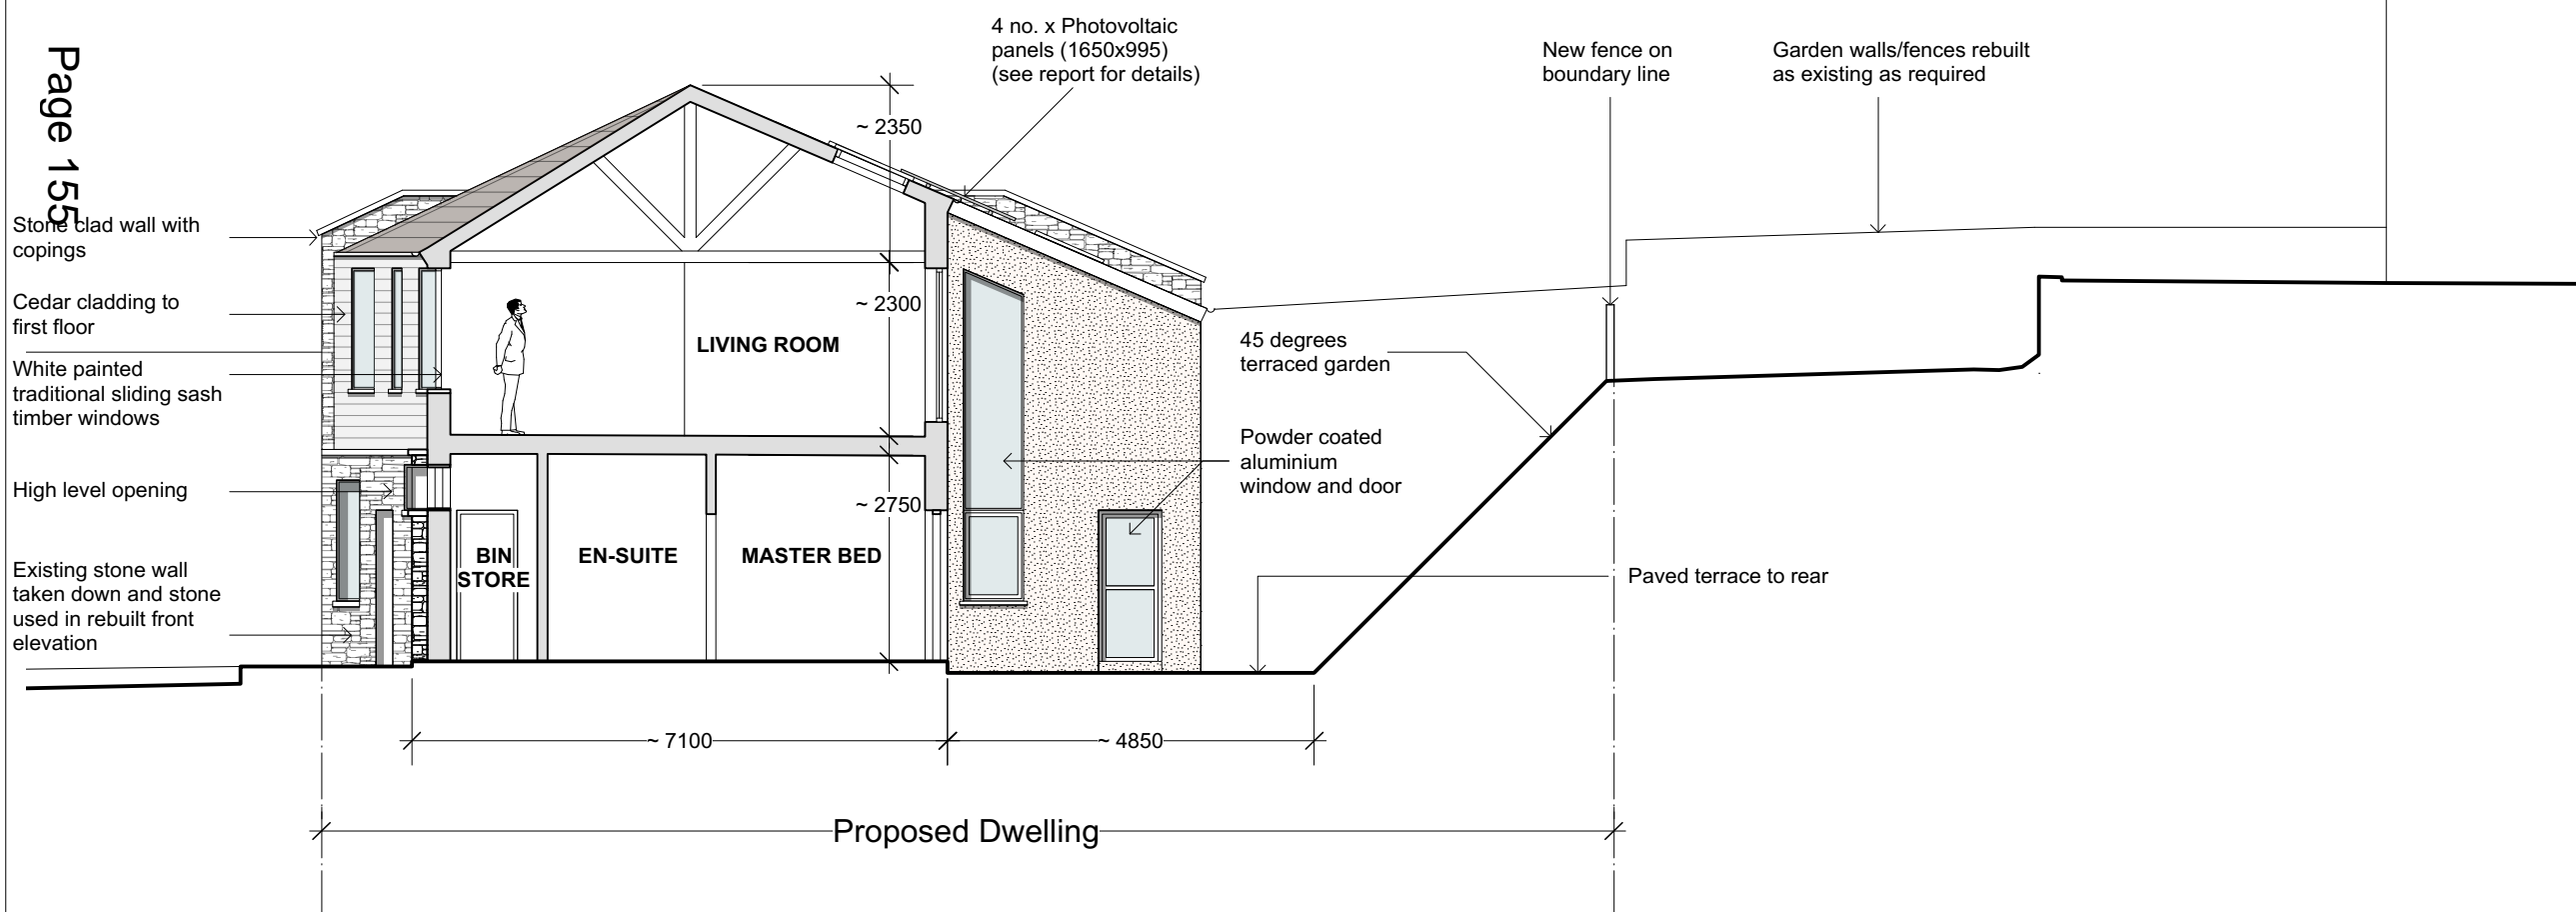 Page 155
4 no. x Photovoltaic
panels (1650x995)
(see report for details)
New fence on
boundary line
Garden walls/fences rebuilt
as existing as required
~ 2350
Stone clad wall with
copings
Cedar cladding to
first floor
~ 2300
LIVING ROOM
White painted
traditional sliding sash
timber windows
45 degrees
terraced garden
Powder coated
aluminium
window and door
High level opening
~ 2750
BIN
STORE
EN-SUITE
MASTER BED
Existing stone wall
taken down and stone
used in rebuilt front
elevation
Paved terrace to rear
~ 7100
~ 4850
Proposed Dwelling